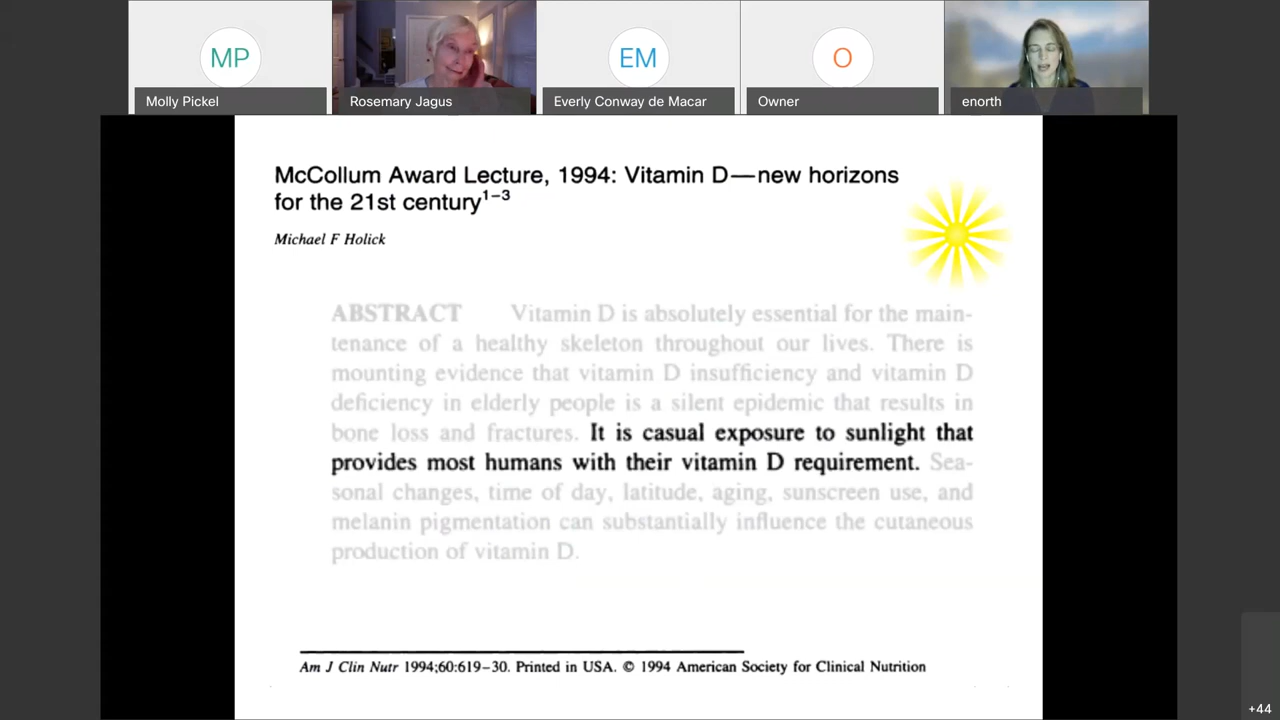 MP
EM
O
Molly Pickel
Rosemary Jagus
Everly Conway de Macar
Owner
enorth
McCollum Award Lecture, 1994: Vitamin D—new horizons
for the 21st century1–3
Michael F Holick
ABSTRACT Vitamin D is absolutely essential for the main-
tenance of a healthy skeleton throughout our lives. There is
mounting evidence that vitamin D insufficiency and vitamin D
deficiency in elderly people is a silent epidemic that results in
bone loss and fractures. It is casual exposure to sunlight that
provides most humans with their vitamin D requirement. Sea-
sonal changes, time of day, latitude, aging, sunscreen use, and
melanin pigmentation can substantially influence the cutaneous
production of vitamin D.
Am J Clin Nutr 1994;60:619–30. Printed in USA. © 1994 American Society for Clinical Nutrition
+44